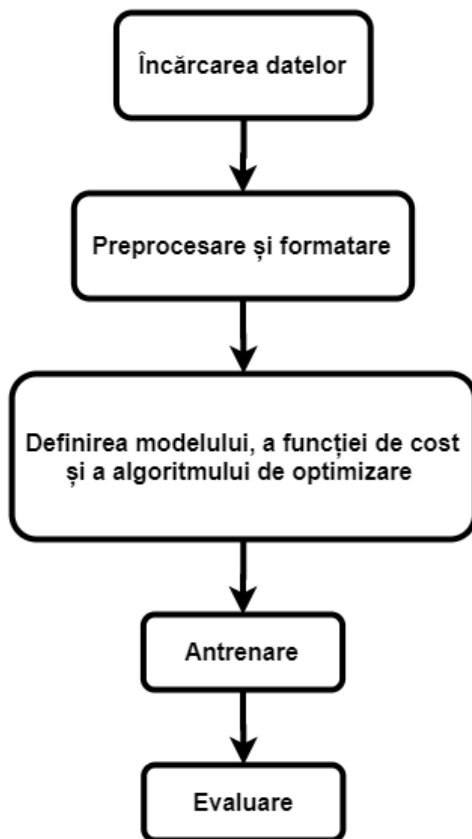 Încărcarea datelor
Preprocesare și formatare
Definirea modelului, a funcției de cost
și a algoritmului de optimizare
Antrenare
Evaluare